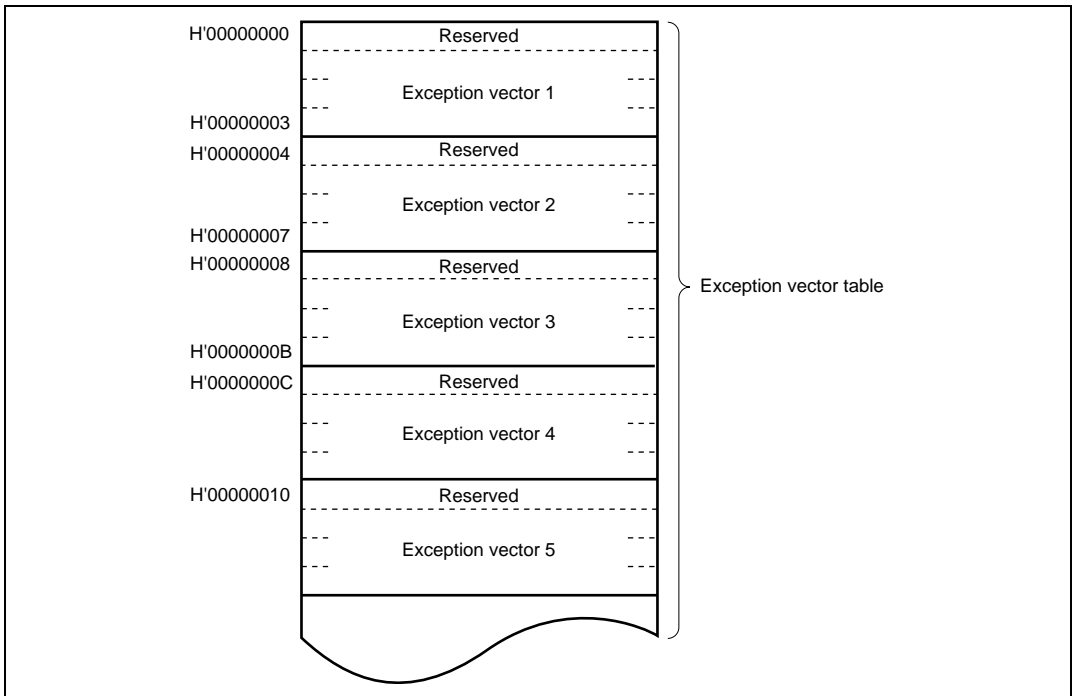 H'00000000
Reserved
Exception vector 1
H'00000003
H'00000004
Reserved
Exception vector 2
H'00000007
H'00000008
Reserved
Exception vector table
Exception vector 3
H'0000000B
H'0000000C
Reserved
Exception vector 4
H'00000010
Reserved
Exception vector 5